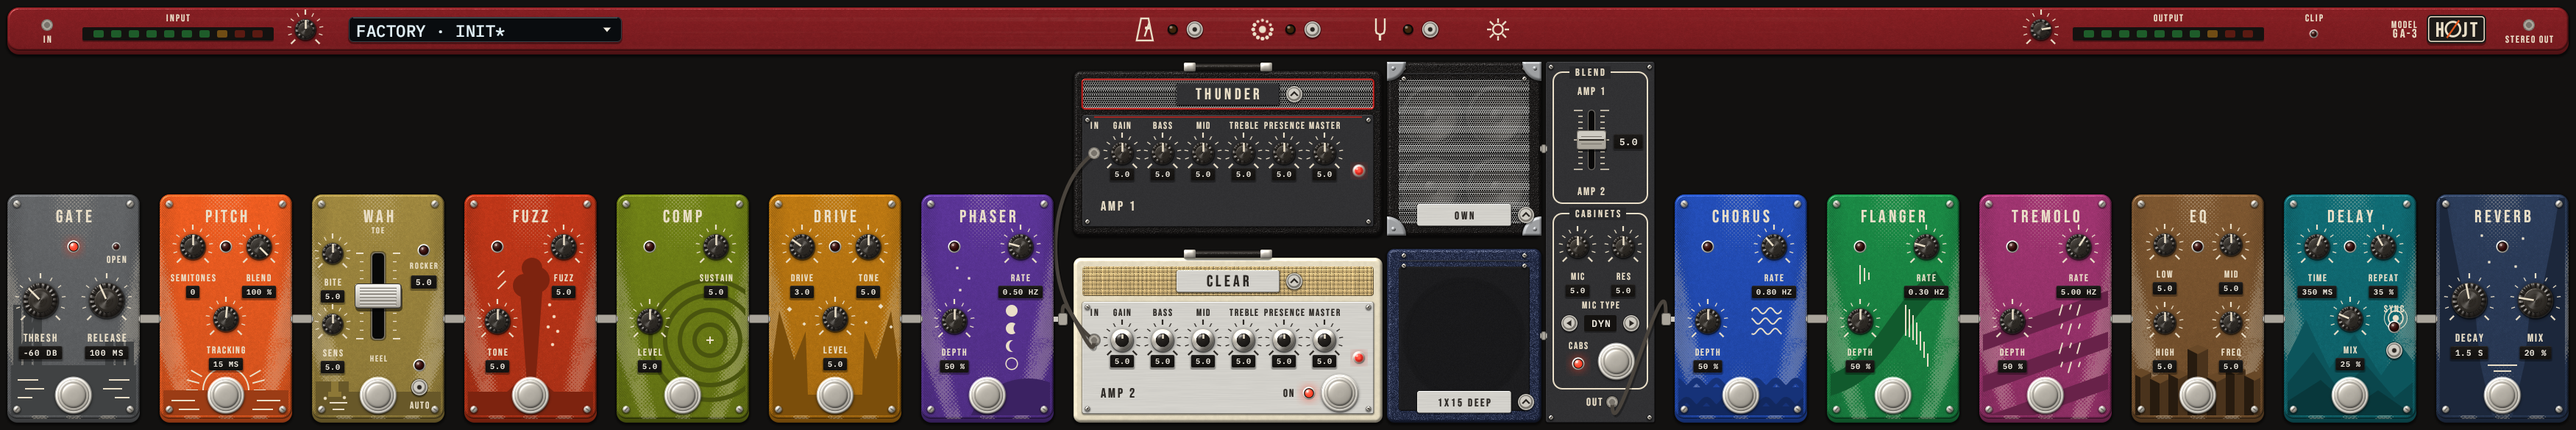 INPUT
IN
FACTORY · INIT*
OUTPUT
CLIP
MODEL
GA-3
HØJT
STEREO OUT
GATE
OPEN
THRESH
RELEASE
-60 DB
100 MS
PITCH
SEMITONES
BLEND
0
100 %
TRACKING
15 MS
WAH
TOE
BITE
5.0
ROCKER
5.0
SENS
5.0
HEEL
AUTO
FUZZ
FUZZ
5.0
TONE
5.0
COMP
SUSTAIN
5.0
LEVEL
5.0
DRIVE
DRIVE
TONE
3.0
5.0
LEVEL
5.0
PHASER
RATE
0.50 HZ
DEPTH
50 %
THUNDER
IN GAIN BASS MID TREBLE PRESENCE MASTER
5.0 5.0 5.0 5.0 5.0 5.0
AMP 1
CLEAR
IN GAIN BASS MID TREBLE PRESENCE MASTER
5.0 5.0 5.0 5.0 5.0 5.0
AMP 2
ON
OWN
1X15 DEEP
BLEND
AMP 1
5.0
AMP 2
CABINETS
MIC
RES
5.0
5.0
MIC TYPE
DYN
CABS
OUT
CHORUS
RATE
0.80 HZ
DEPTH
50 %
FLANGER
RATE
0.30 HZ
DEPTH
50 %
TREMOLO
RATE
5.00 HZ
DEPTH
50 %
EQ
LOW
MID
5.0
5.0
HIGH
FREQ
5.0
5.0
DELAY
TIME
REPEAT
350 MS
35 %
SYNC
MIX
25 %
REVERB
DECAY
MIX
1.5 S
20 %